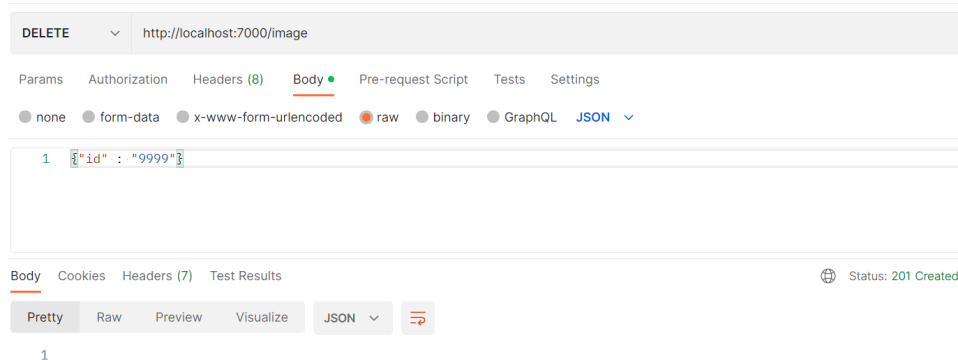 DELETE http://localhost:7000/image
Params Authorization Headers (8) Body Pre-request Script Tests Settings
none form-data x-www-form-urlencoded raw binary GraphQL JSON
1 {"id" : "9999"}
Body Cookies Headers (7) Test Results Status: 201 Created
Pretty Raw Preview Visualize JSON
1